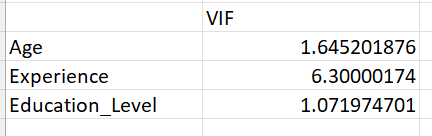 VIF
Age 1.645201876
Experience 6.30000174
Education_Level 1.071974701